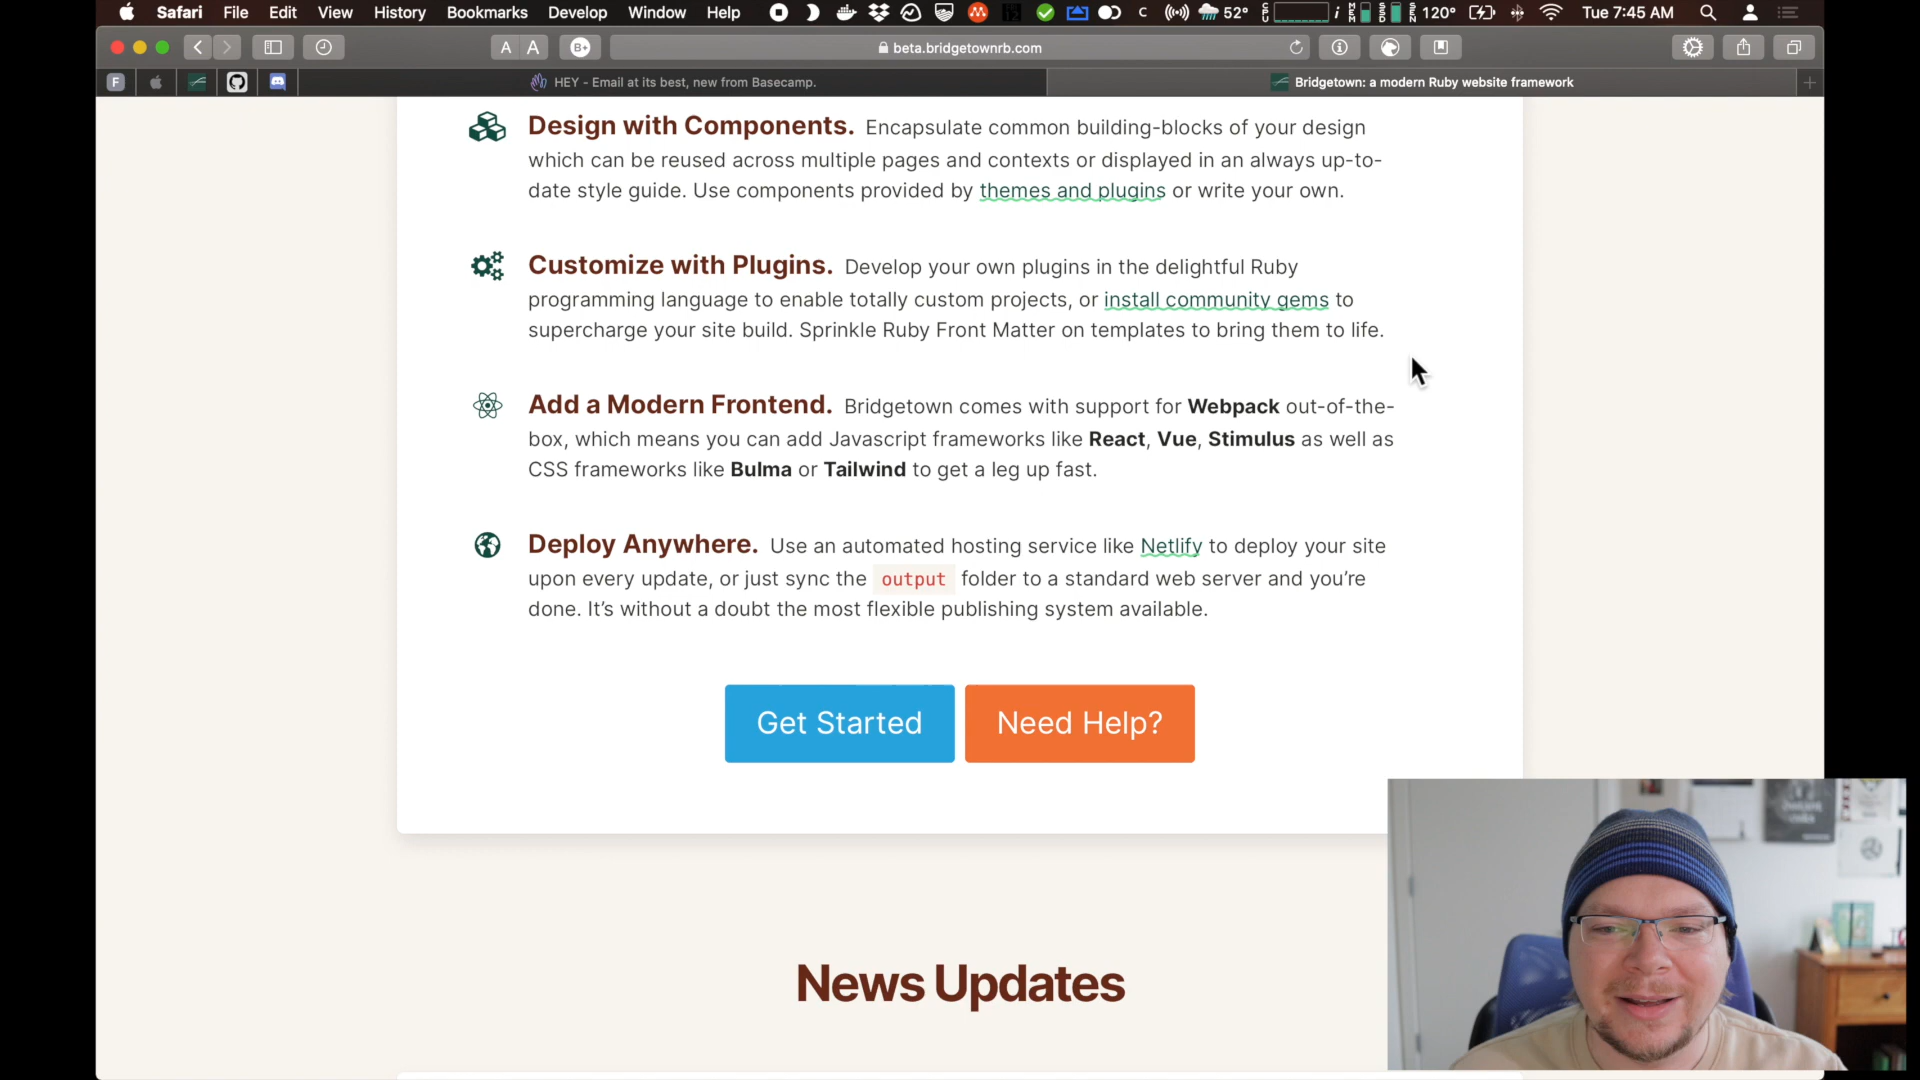 Safari File Edit View History Bookmarks Develop Window Help C 52° 120° Tue 7:45 AM
A A B+ beta.bridgetownrb.com
F HEY - Email at its best, new from Basecamp. Bridgetown: a modern Ruby website framework
Design with Components. Encapsulate common building-blocks of your design
which can be reused across multiple pages and contexts or displayed in an always up-to-
date style guide. Use components provided by themes and plugins or write your own.
Customize with Plugins. Develop your own plugins in the delightful Ruby
programming language to enable totally custom projects, or install community gems to
supercharge your site build. Sprinkle Ruby Front Matter on templates to bring them to life.
Add a Modern Frontend. Bridgetown comes with support for Webpack out-of-the-
box, which means you can add Javascript frameworks like React, Vue, Stimulus as well as
CSS frameworks like Bulma or Tailwind to get a leg up fast.
Deploy Anywhere. Use an automated hosting service like Netlify to deploy your site
upon every update, or just sync the output folder to a standard web server and you’re
done. It’s without a doubt the most flexible publishing system available.
Get Started Need Help?
News Updates